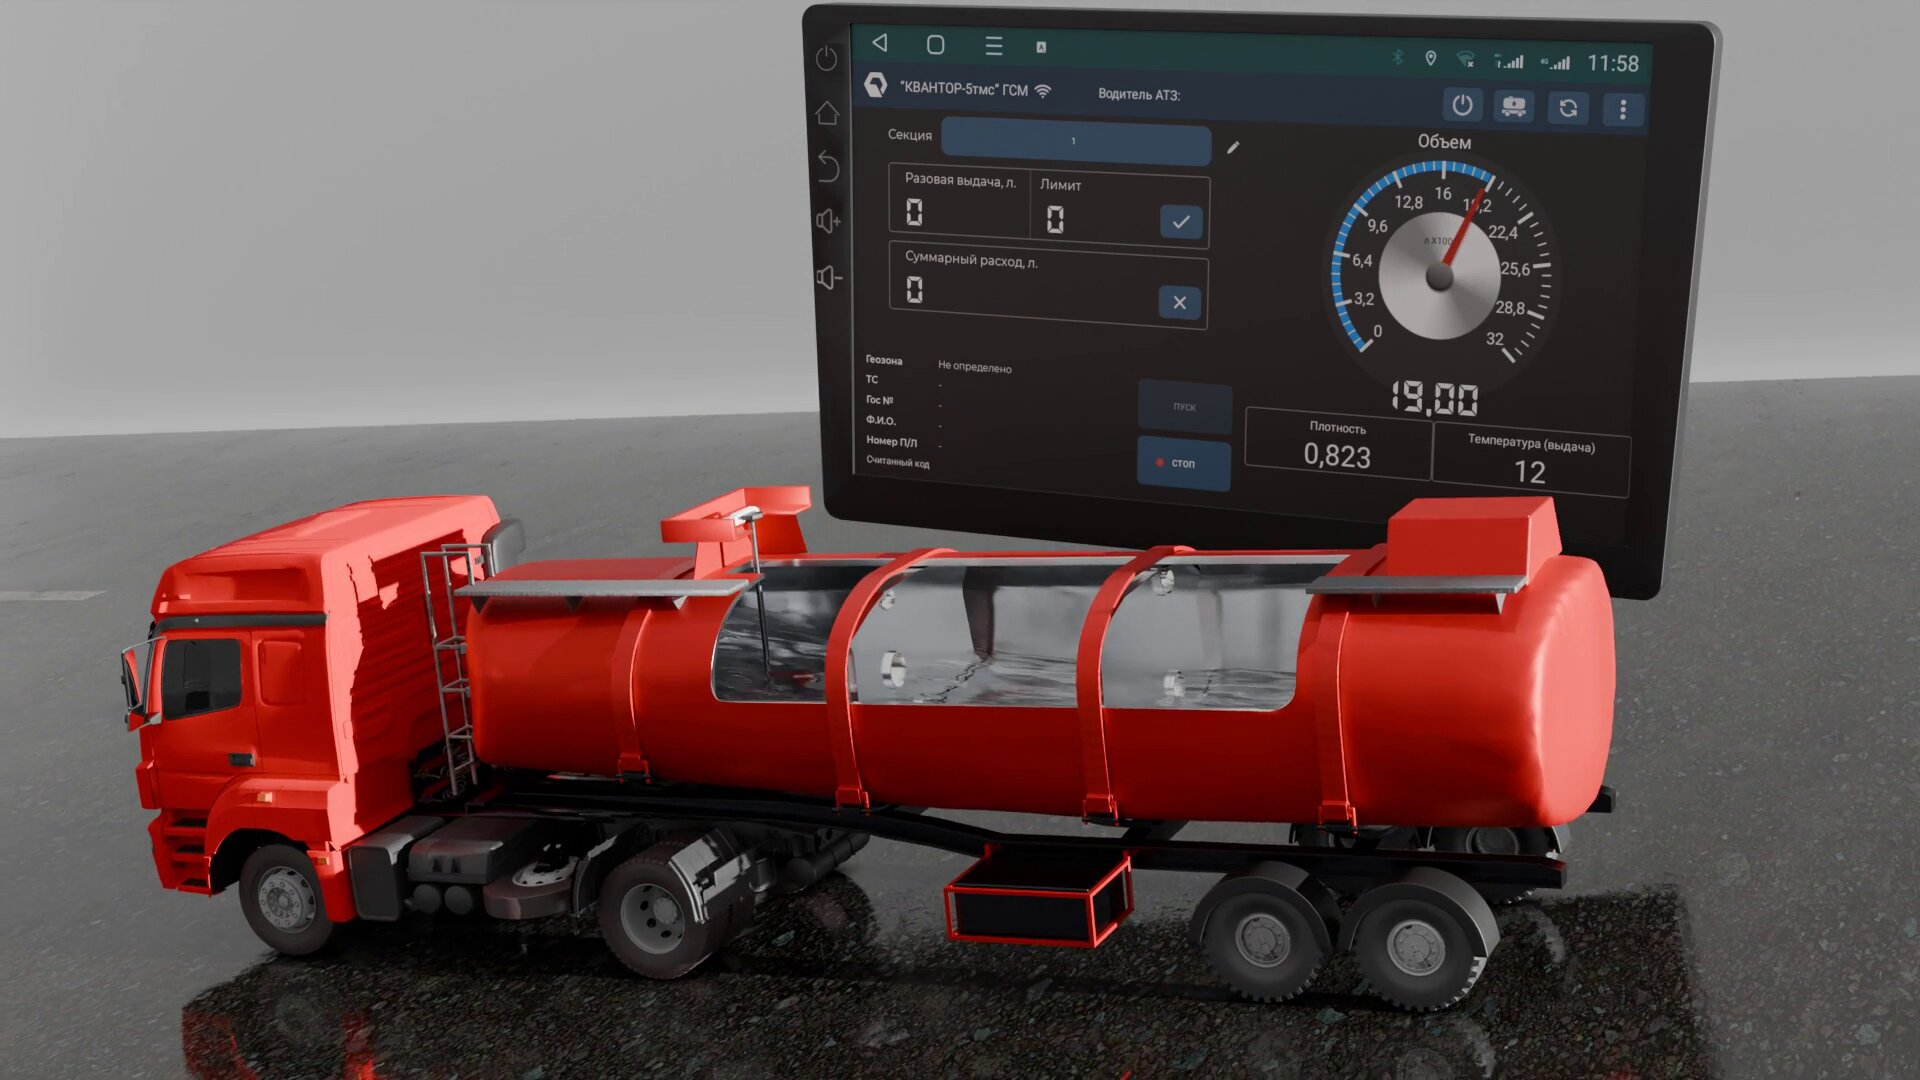 11:58
"КВАНТОР-5тмс" ГСМ
Водитель АТЗ:
Секция
1
Разовая выдача, л.
0
Лимит
0
Суммарный расход, л.
0
Геозона Не определено
ТС -
Гос № -
Ф.И.О. -
Номер П/Л -
Считанный код
ПУСК
СТОП
Объем
0
3,2
6,4
9,6
12,8
16
19,2
22,4
25,6
28,8
32
19,00
Плотность
0,823
Температура (выдача)
12